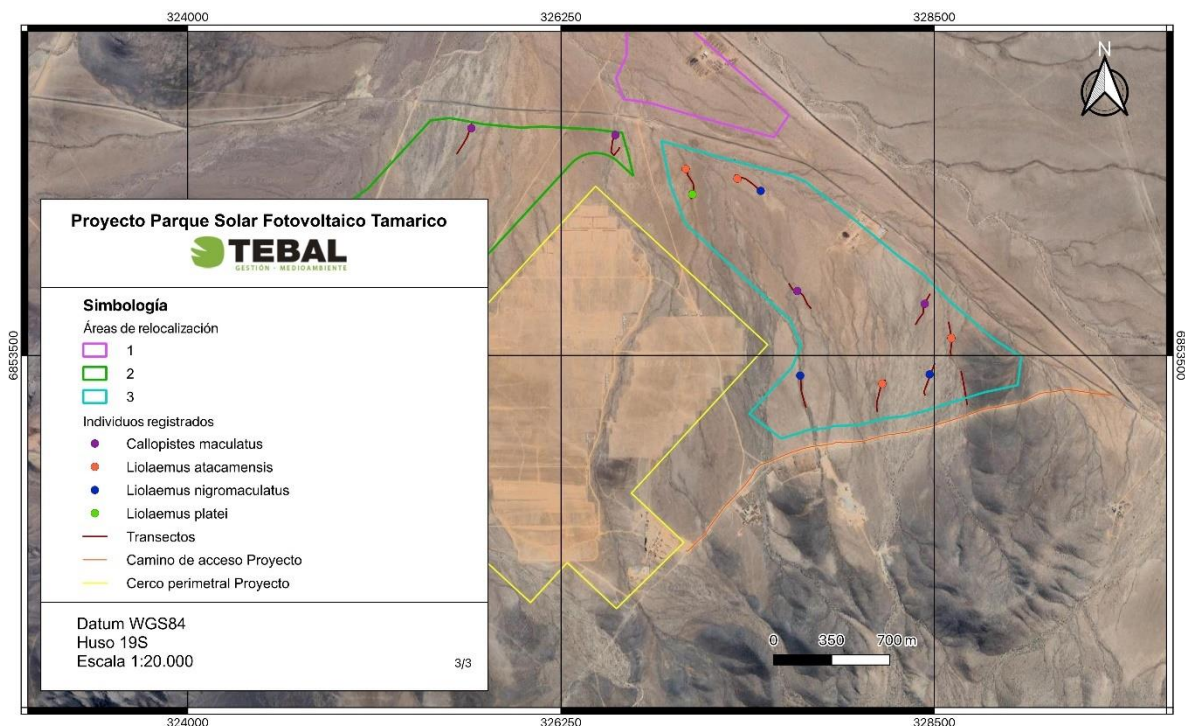 324000
326250
328500
N
Proyecto Parque Solar Fotovoltaico Tamarico
TEBAL
GESTIÓN - MEDIOAMBIENTE
Simbología
Áreas de relocalización
1
2
3
Individuos registrados
Callopistes maculatus
Liolaemus atacamensis
Liolaemus nigromaculatus
Liolaemus platei
Transectos
Camino de acceso Proyecto
Cerco perimetral Proyecto
Datum WGS84
Huso 19S
Escala 1:20.000
3/3
6853500
6853500
0 350 700 m
324000
326250
328500